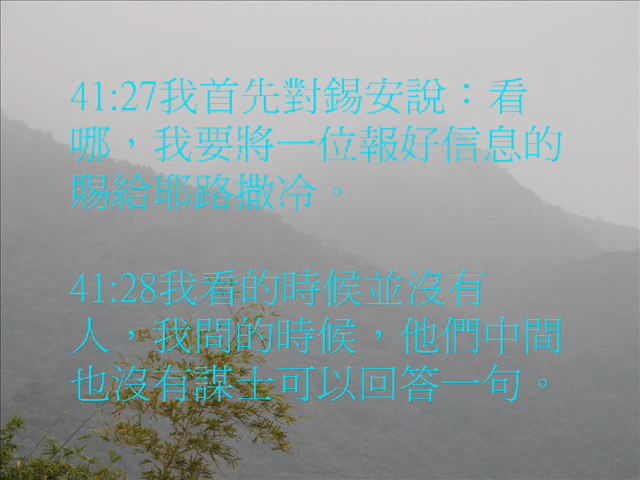 41:27我首先對錫安說：看
哪，我要將一位報好信息的
賜給耶路撒冷。
41:28我看的時候並沒有
人，我問的時候，他們中間
也沒有謀士可以回答一句。